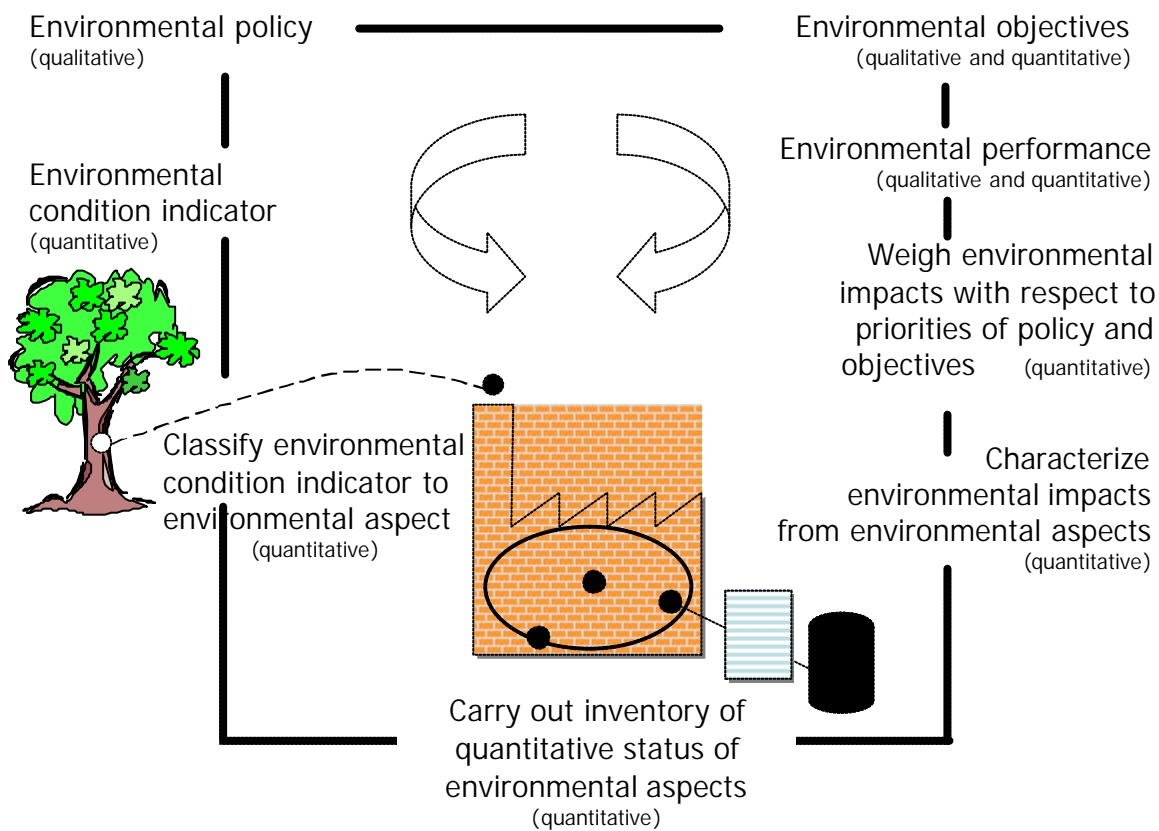 Environmental policy
(qualitative)
Environmental objectives
(qualitative and quantitative)
Environmental performance
(qualitative and quantitative)
Environmental
condition indicator
(quantitative)
Weigh environmental
impacts with respect to
priorities of policy and
objectives (quantitative)
Classify environmental
condition indicator to
environmental aspect
(quantitative)
Characterize
environmental impacts
from environmental aspects
(quantitative)
Carry out inventory of
quantitative status of
environmental aspects
(quantitative)